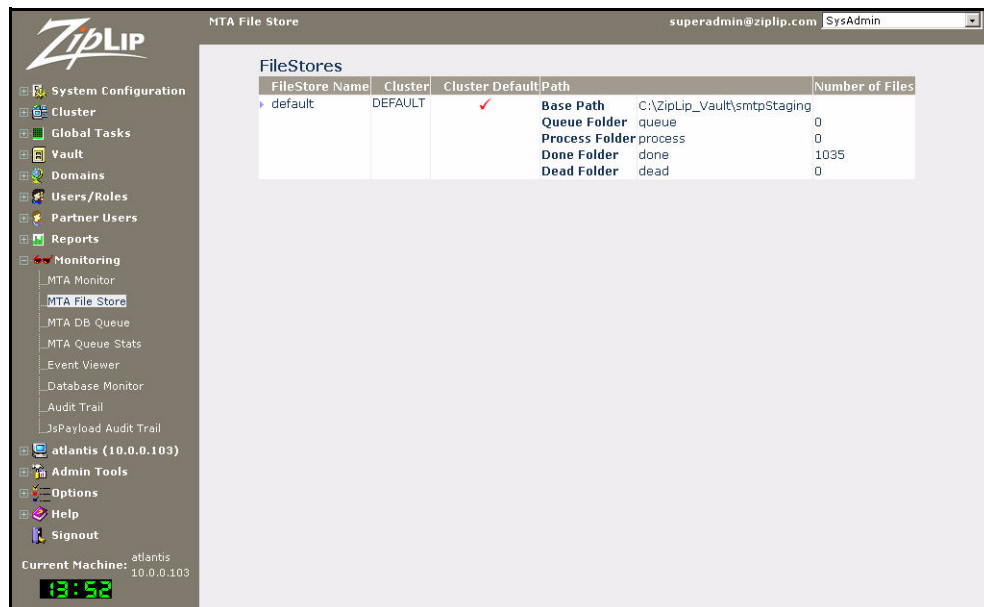 ZipLip
MTA File Store
superadmin@ziplip.com SysAdmin
System Configuration
Cluster
Global Tasks
Vault
Domains
Users/Roles
Partner Users
Reports
Monitoring
MTA Monitor
MTA File Store
MTA DB Queue
MTA Queue Stats
Event Viewer
Database Monitor
Audit Trail
JsPayload Audit Trail
atlantis (10.0.0.103)
Admin Tools
Options
Help
Signout
Current Machine: atlantis
10.0.0.103
13:52
FileStores
FileStore Name Cluster Cluster Default Path Number of Files
default DEFAULT Base Path C:\ZipLip_Vault\smtpStaging
Queue Folder queue 0
Process Folder process 0
Done Folder done 1035
Dead Folder dead 0